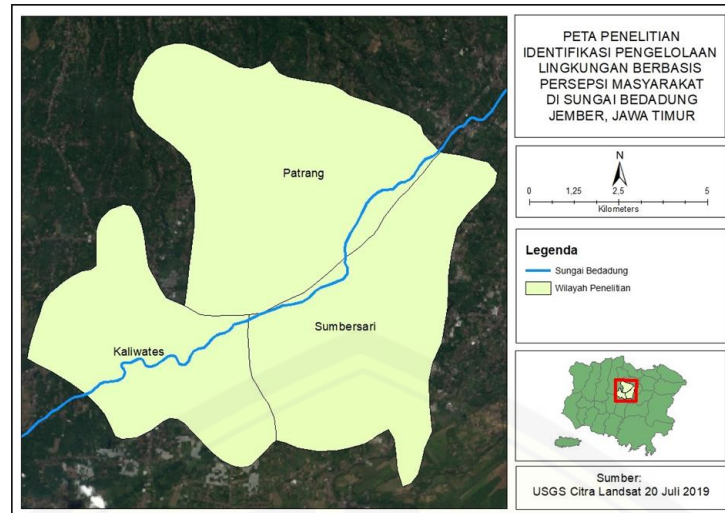 PETA PENELITIAN
IDENTIFIKASI PENGELOLAAN
LINGKUNGAN BERBASIS
PERSEPSI MASYARAKAT
DI SUNGAI BEDADUNG
JEMBER, JAWA TIMUR
N
0 1,25 2,5 5
Kilometers
Legenda
Sungai Bedadung
Wilayah Penelitian
Sumber:
USGS Citra Landsat 20 Juli 2019
Patrang
Sumbersari
Kaliwates